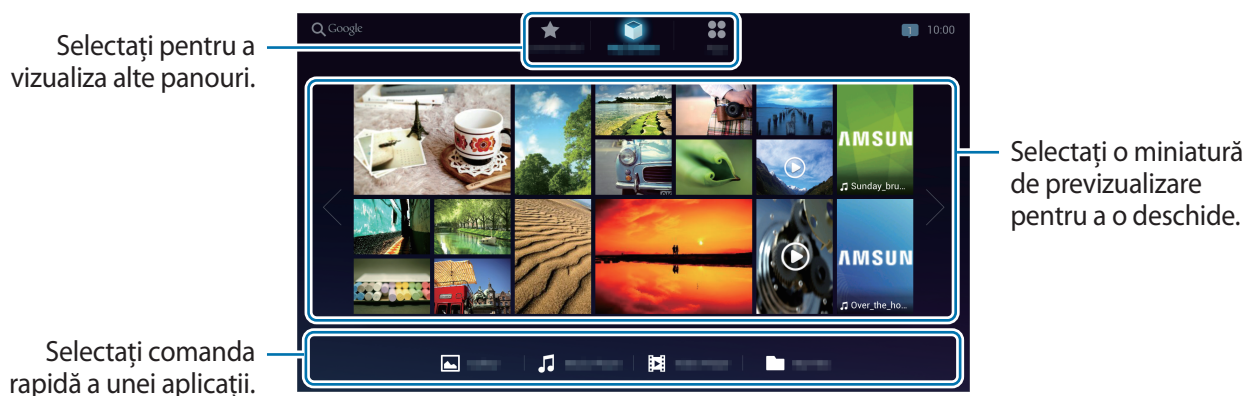 Selectați pentru a
vizualiza alte panouri.
Google
1 10:00
AMSUN
Sunday_bru...
AMSUN
Over_the_ho...
Selectați o miniatură
de previzualizare
pentru a o deschide.
Selectați comanda
rapidă a unei aplicații.